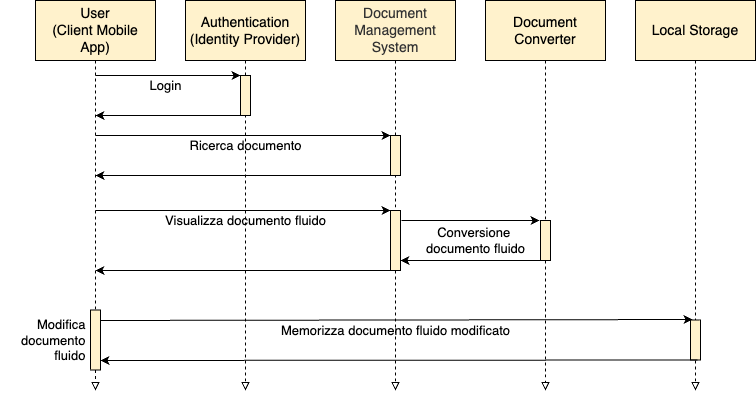 User
(Client Mobile
App)
Authentication
(Identity Provider)
Document
Management
System
Document
Converter
Local Storage
Login
Ricerca documento
Visualizza documento fluido
Conversione
documento fluido
Modifica
documento
fluido
Memorizza documento fluido modificato